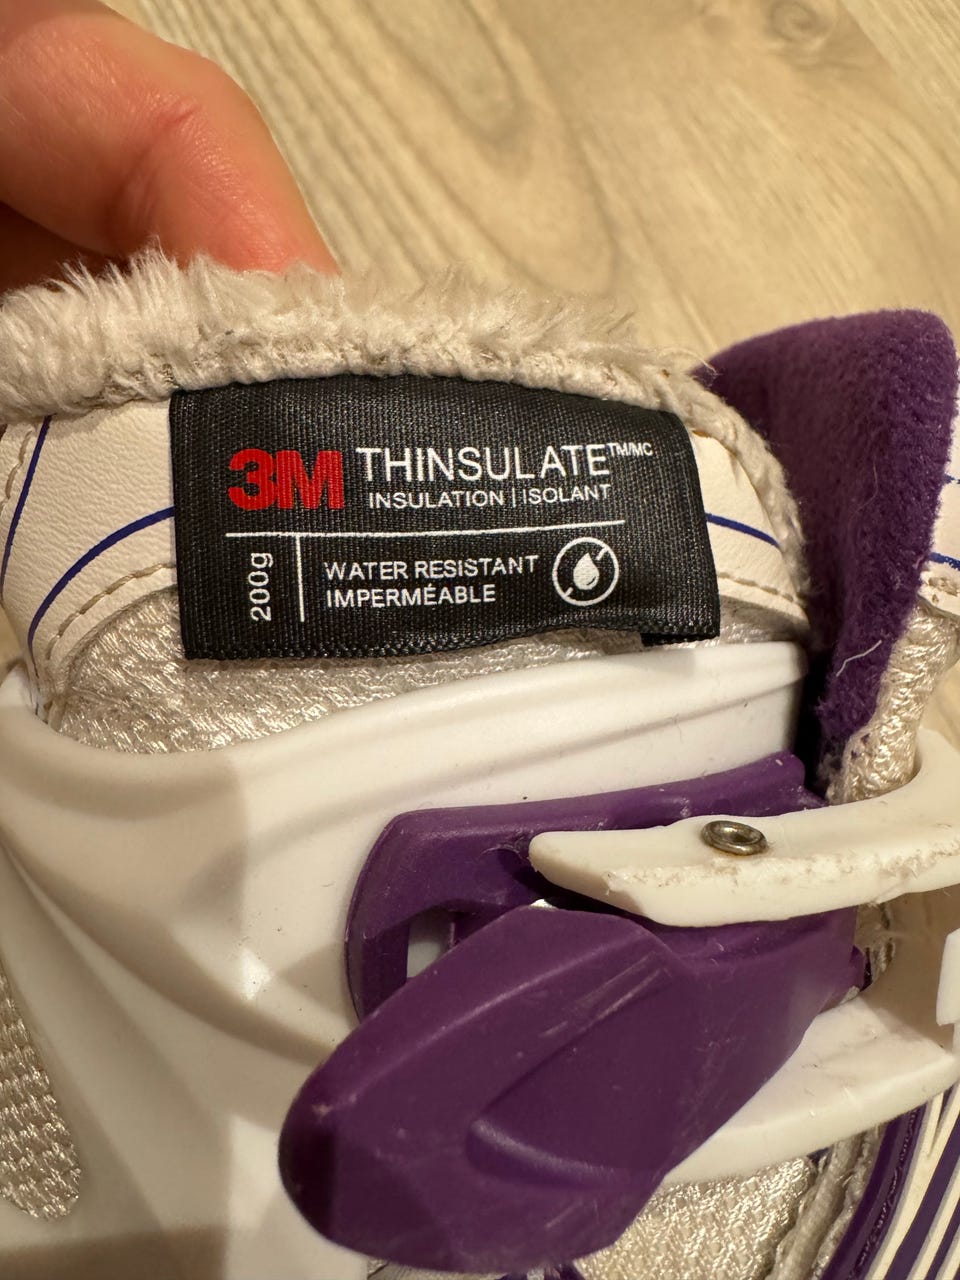 3M THINSULATE™/MC
INSULATION | ISOLANT
200g
WATER RESISTANT
IMPERMÉABLE